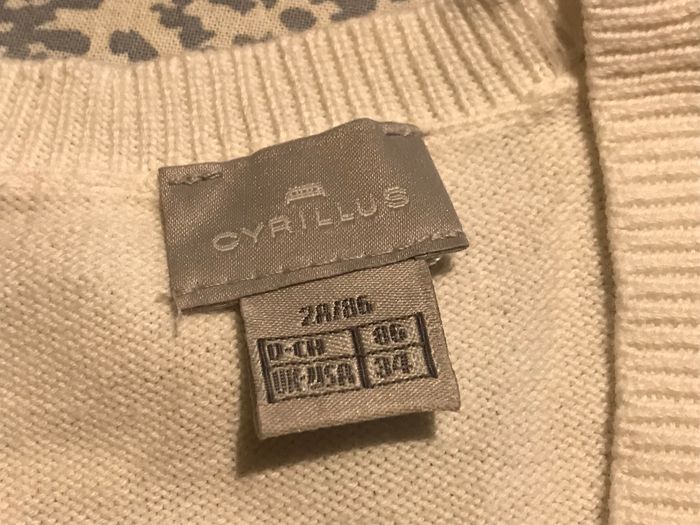 CYRILLUS
2A/86
D-CH 86
UK-USA 34